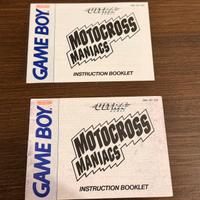 GAME BOY
ULTRA
MOTOCROSS
MANIACS
INSTRUCTION BOOKLET
GAME BOY
ULTRA
MOTOCROSS
MANIACS
INSTRUCTION BOOKLET